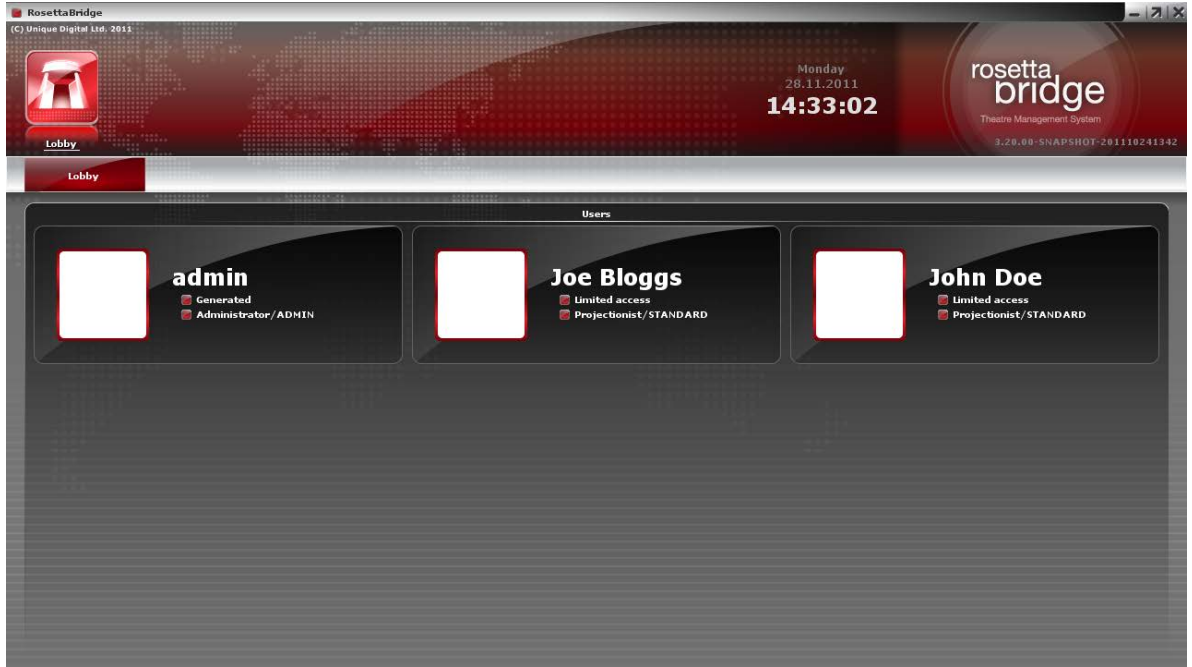 RosettaBridge
(C) Unique Digital Ltd. 2011
Monday
28.11.2011
14:33:02
rosetta
bridge
Theatre Management System
3.20.00-SNAPSHOT-201110241342
Lobby
Lobby
Users
admin
Generated
Administrator/ADMIN
Joe Bloggs
Limited access
Projectionist/STANDARD
John Doe
Limited access
Projectionist/STANDARD